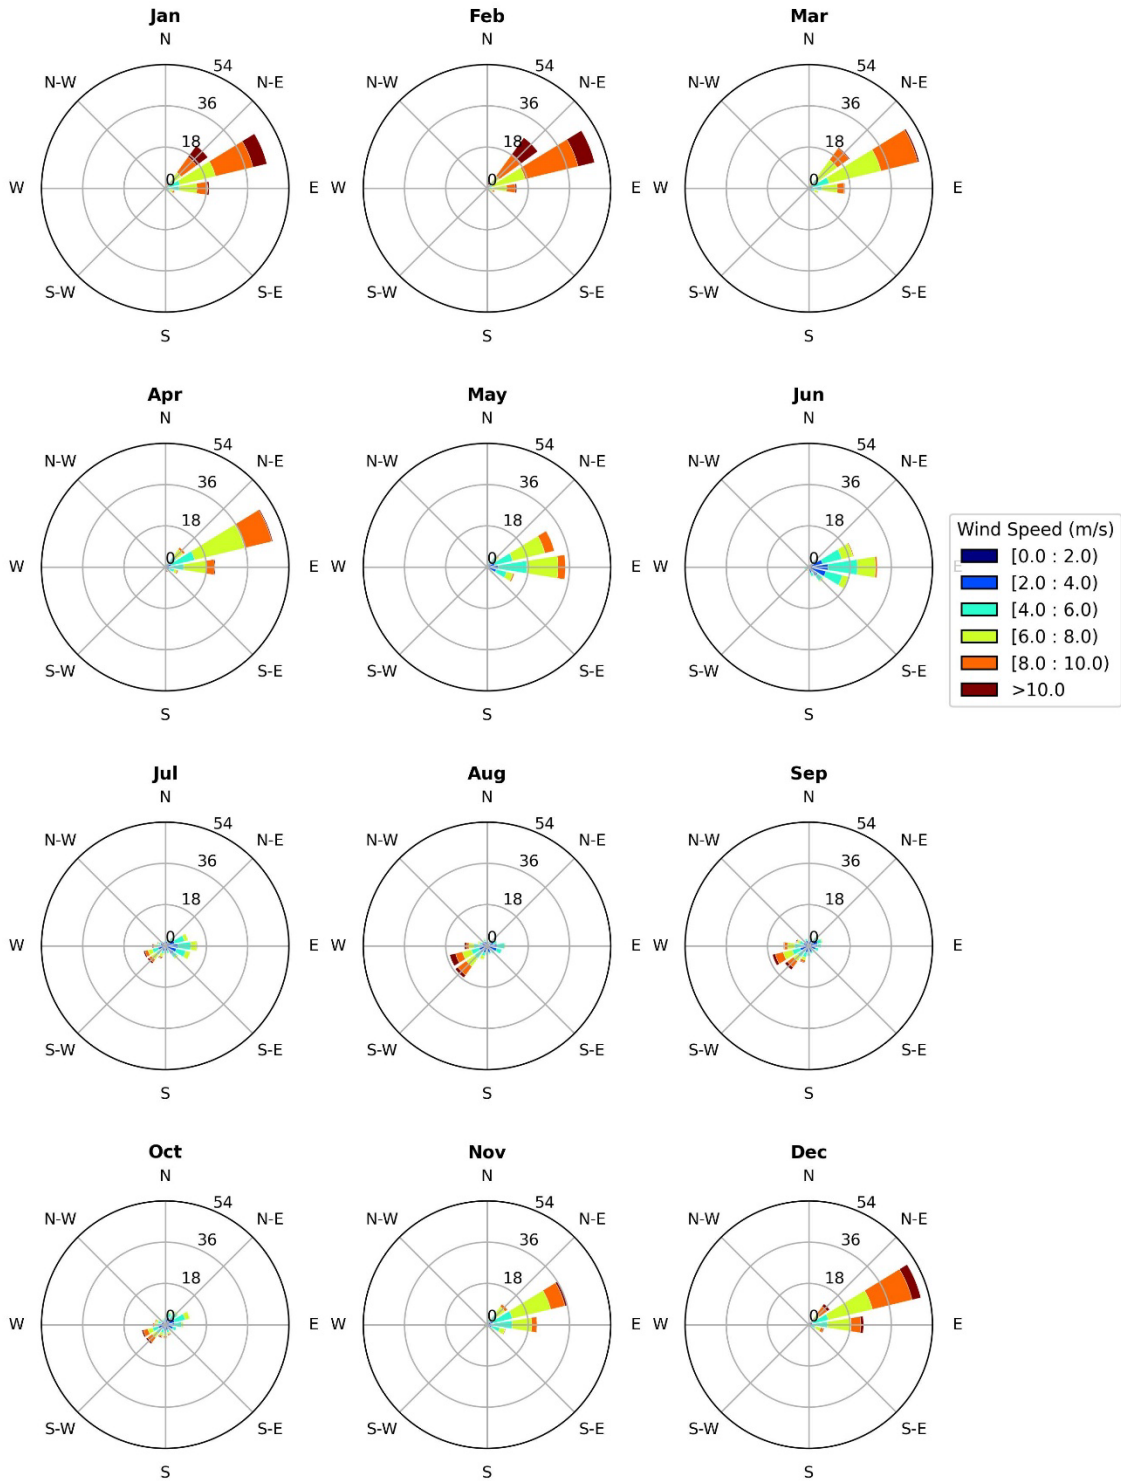 Jan Feb Mar
N N N
54 54 54
N-W N-E N-W N-E N-W N-E
36 36 36
18 18 18
0 0 0
W E W E W E
S-W S-E S-W S-E S-W S-E
S S S
Apr May Jun
N N N
54 54 54
N-W N-E N-W N-E N-W N-E
36 36 36
18 18 18
0 0 0
W E W E W E
S-W S-E S-W S-E S-W S-E
S S S
Wind Speed (m/s)
[0.0 : 2.0)
[2.0 : 4.0)
[4.0 : 6.0)
[6.0 : 8.0)
[8.0 : 10.0)
>10.0
Jul Aug Sep
N N N
54 54 54
N-W N-E N-W N-E N-W N-E
36 36 36
18 18 18
0 0 0
W E W E W E
S-W S-E S-W S-E S-W S-E
S S S
Oct Nov Dec
N N N
54 54 54
N-W N-E N-W N-E N-W N-E
36 36 36
18 18 18
0 0 0
W E W E W E
S-W S-E S-W S-E S-W S-E
S S S